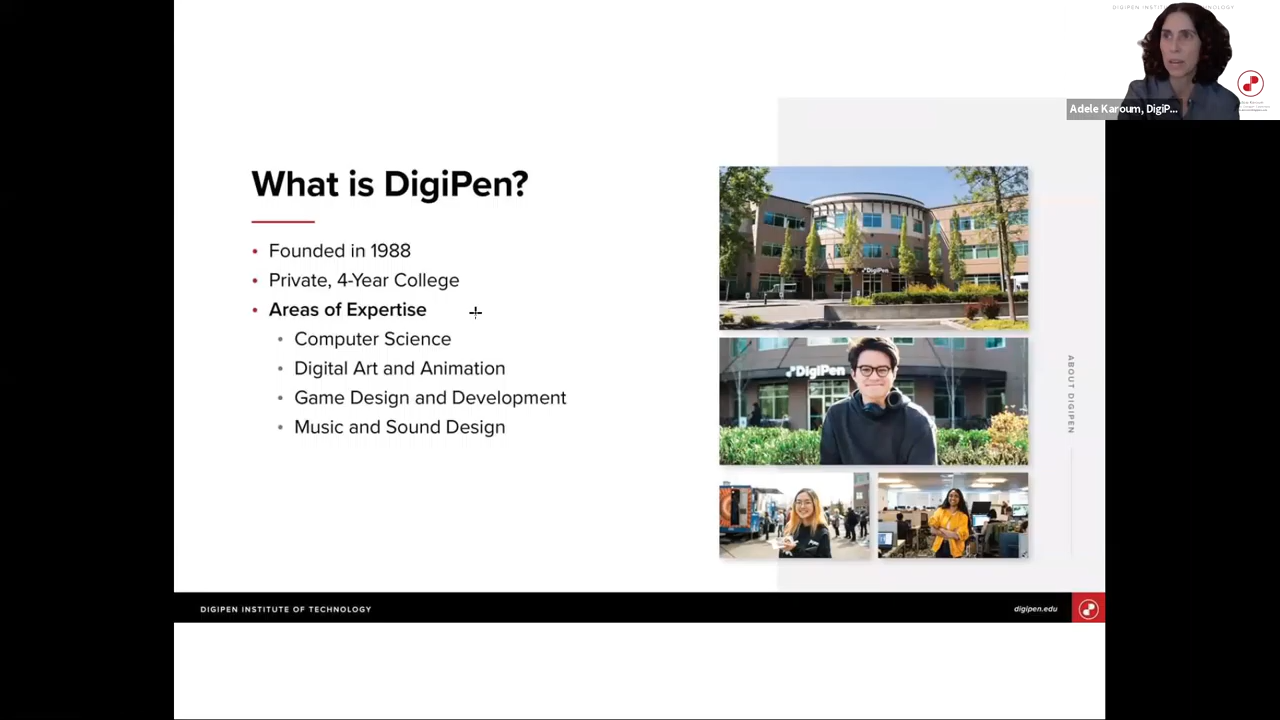 DIGIPEN INSTITUTE OF TECHNOLOGY
Adele Karoum, DigiP...
What is DigiPen?
• Founded in 1988
• Private, 4-Year College
• Areas of Expertise
• Computer Science
• Digital Art and Animation
• Game Design and Development
• Music and Sound Design
DigiPen
DigiPen
ABOUT DIGIPEN
DIGIPEN INSTITUTE OF TECHNOLOGY
digipen.edu